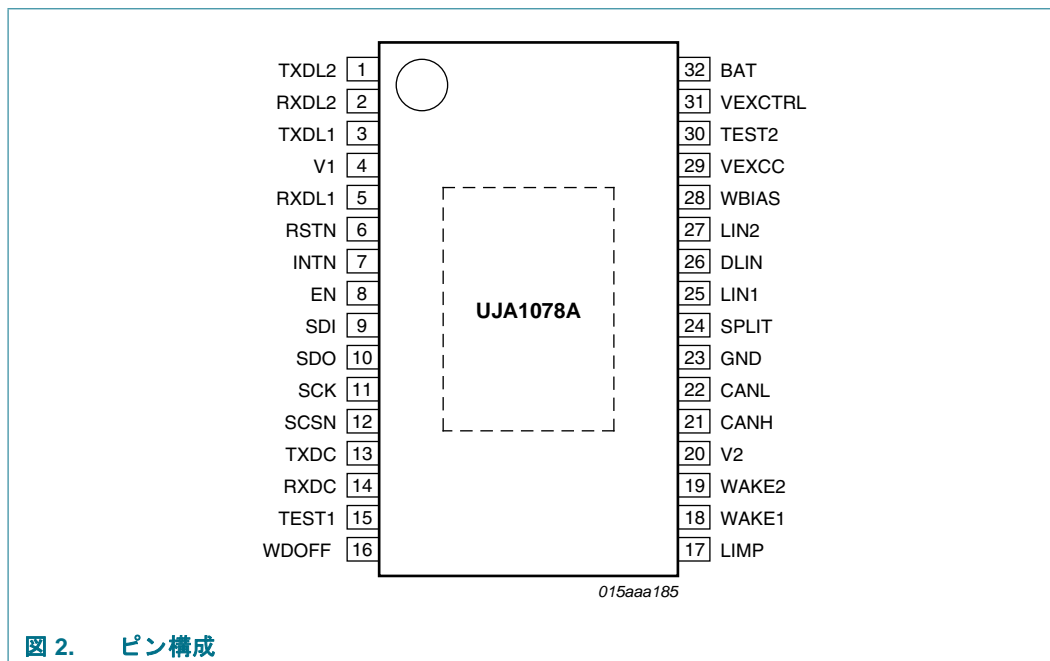 TXDL2 1
RXDL2 2
TXDL1 3
V1 4
RXDL1 5
RSTN 6
INTN 7
EN 8
SDI 9
SDO 10
SCK 11
SCSN 12
TXDC 13
RXDC 14
TEST1 15
WDOFF 16
UJA1078A
32 BAT
31 VEXCTRL
30 TEST2
29 VEXCC
28 WBIAS
27 LIN2
26 DLIN
25 LIN1
24 SPLIT
23 GND
22 CANL
21 CANH
20 V2
19 WAKE2
18 WAKE1
17 LIMP
015aaa185
図 2. ピン構成